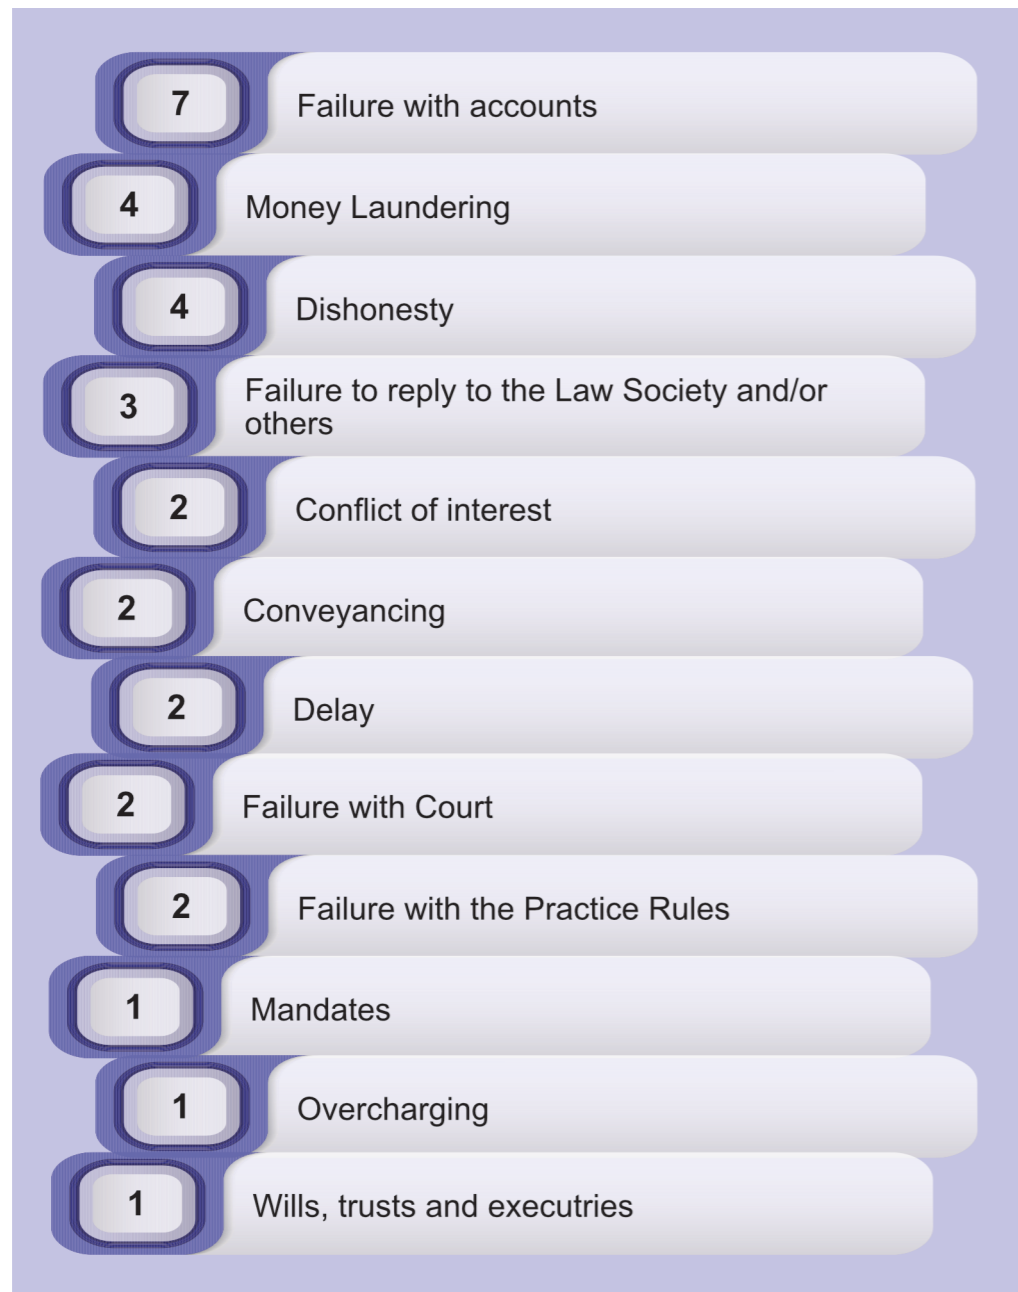 7
Failure with accounts
4
Money Laundering
4
Dishonesty
3
Failure to reply to the Law Society and/or
others
2
Conflict of interest
2
Conveyancing
2
Delay
2
Failure with Court
2
Failure with the Practice Rules
1
Mandates
1
Overcharging
1
Wills, trusts and executries